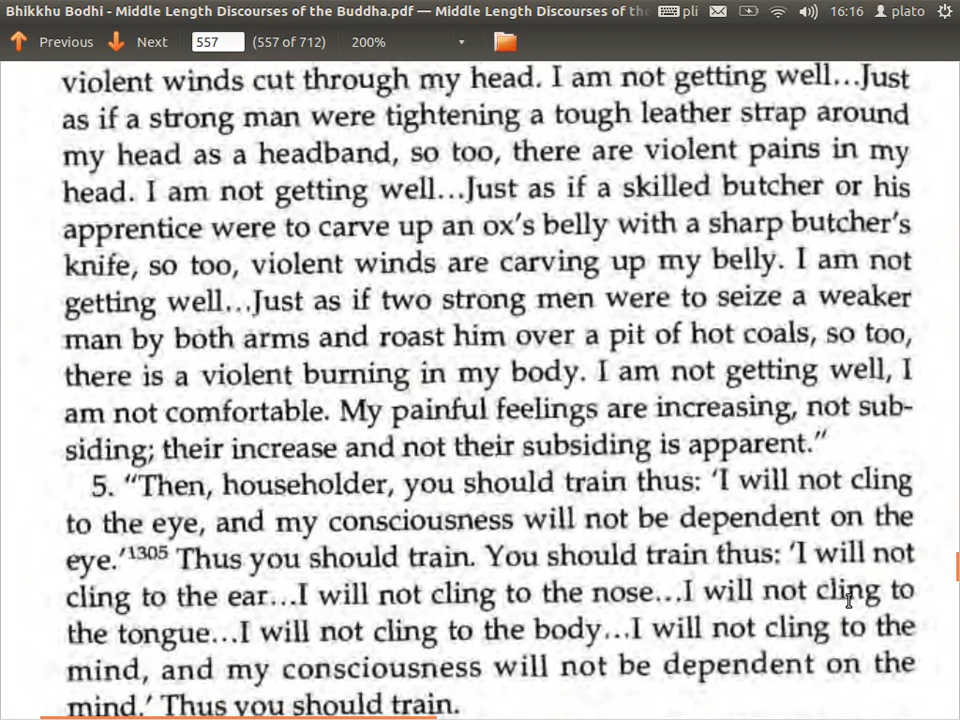 Bhikkhu Bodhi - Middle Length Discourses of the Buddha.pdf — Middle Length Discourses of the pli 16:16 plato
Previous Next 557 (557 of 712) 200%
violent winds cut through my head. I am not getting well…Just
as if a strong man were tightening a tough leather strap around
my head as a headband, so too, there are violent pains in my
head. I am not getting well…Just as if a skilled butcher or his
apprentice were to carve up an ox’s belly with a sharp butcher’s
knife, so too, violent winds are carving up my belly. I am not
getting well…Just as if two strong men were to seize a weaker
man by both arms and roast him over a pit of hot coals, so too,
there is a violent burning in my body. I am not getting well, I
am not comfortable. My painful feelings are increasing, not sub-
siding; their increase and not their subsiding is apparent.”
5. “Then, householder, you should train thus: ‘I will not cling
to the eye, and my consciousness will not be dependent on the
eye.’1305 Thus you should train. You should train thus: ‘I will not
cling to the ear…I will not cling to the nose…I will not cling to
the tongue…I will not cling to the body…I will not cling to the
mind, and my consciousness will not be dependent on the
mind.’ Thus you should train.